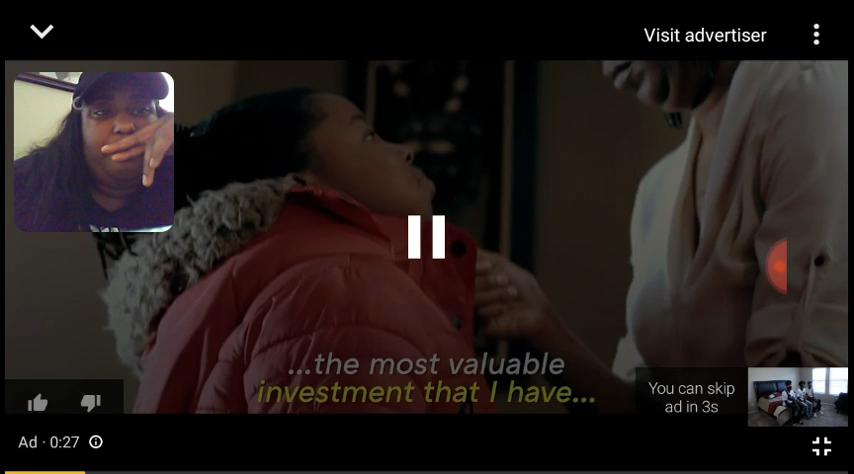 Visit advertiser
...the most valuable
investment that I have...
You can skip
ad in 3s
Ad · 0:27